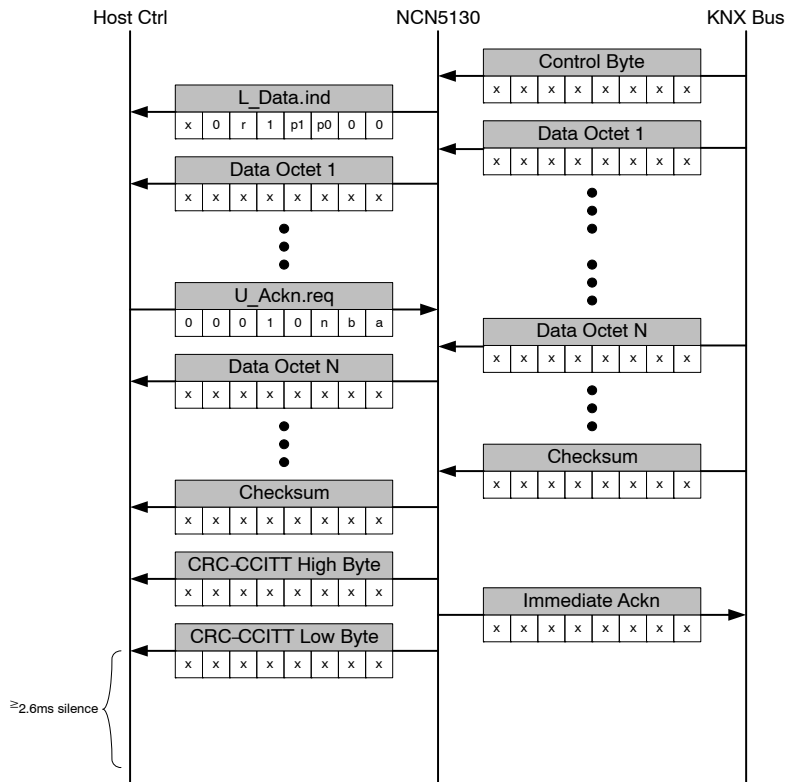 Host Ctrl NCN5130 KNX Bus
Control Byte
x x x x x x x x
L_Data.ind
x 0 r 1 p1 p0 0 0
Data Octet 1
x x x x x x x x
Data Octet 1
x x x x x x x x
U_Ackn.req
0 0 0 1 0 n b a
Data Octet N
x x x x x x x x
Data Octet N
x x x x x x x x
Checksum
x x x x x x x x
Checksum
x x x x x x x x
CRC-CCITT High Byte
x x x x x x x x
Immediate Ackn
x x x x x x x x
CRC-CCITT Low Byte
x x x x x x x x
≧2.6ms silence